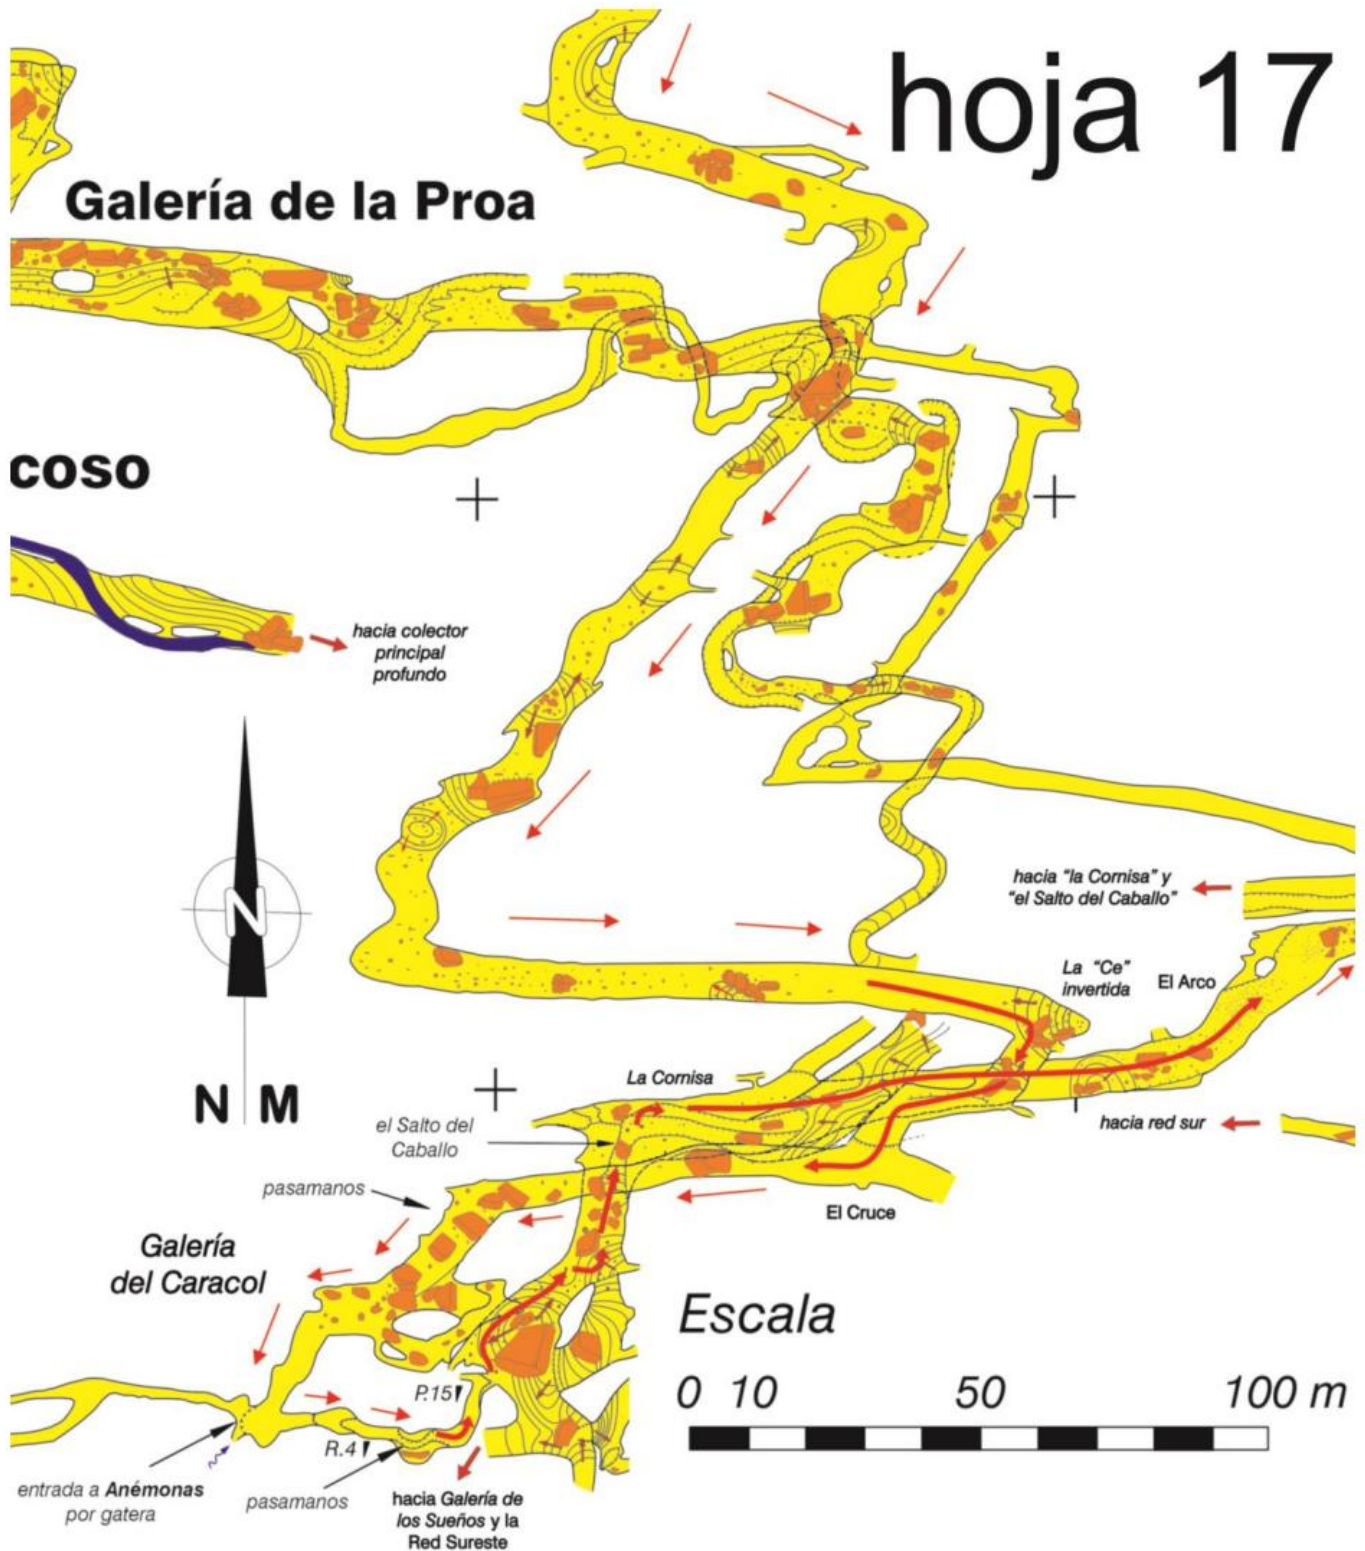 hoja 17
Galería de la Proa
coso
hacia colector
principal
profundo
N
N M
hacia "la Cornisa" y
"el Salto del Caballo"
La "Ce"
invertida
El Arco
La Cornisa
hacia red sur
el Salto del
Caballo
pasamanos
El Cruce
Galería
del Caracol
Escala
0 10 50 100 m
P.15
R.4
entrada a Anémonas
por gatera
pasamanos
hacia Galería de
los Sueños y la
Red Sureste